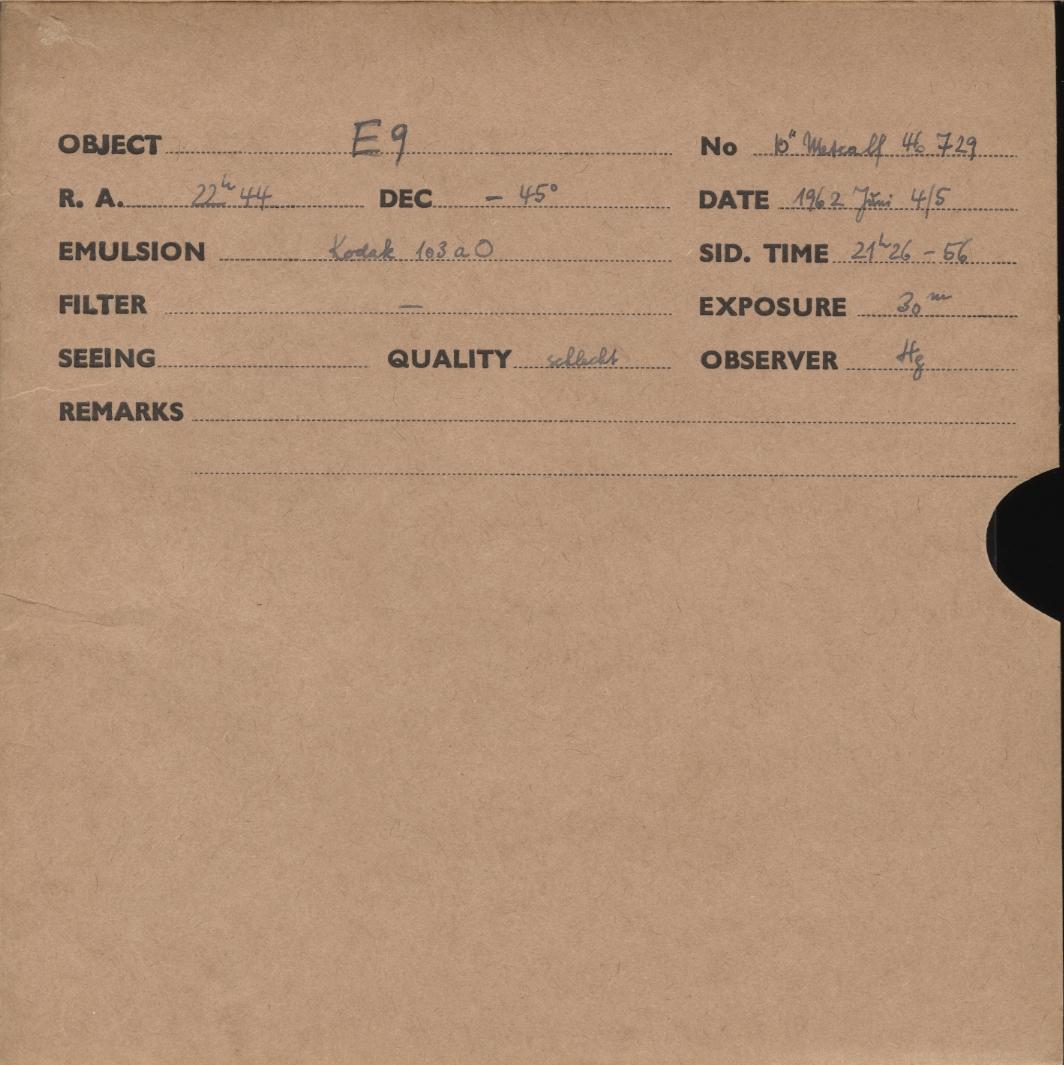 OBJECT E9 No 10" Metcalf 46 729
R. A. 22ʰ 44 DEC - 45° DATE 1962 Juni 4/5
EMULSION Kodak 103 a O SID. TIME 21ʰ 26 - 56
FILTER — EXPOSURE 30ᵐ
SEEING QUALITY schlecht OBSERVER Hg
REMARKS